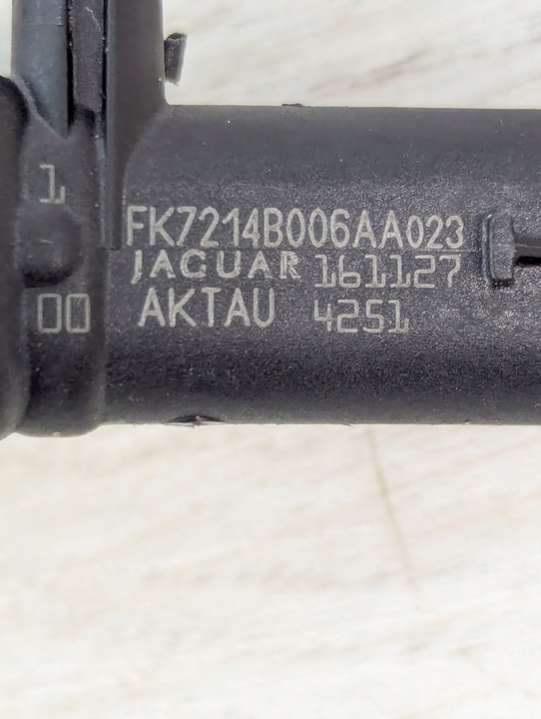 1
FK7214B006AA023
JAGUAR 161127
00 AKTAU 4251